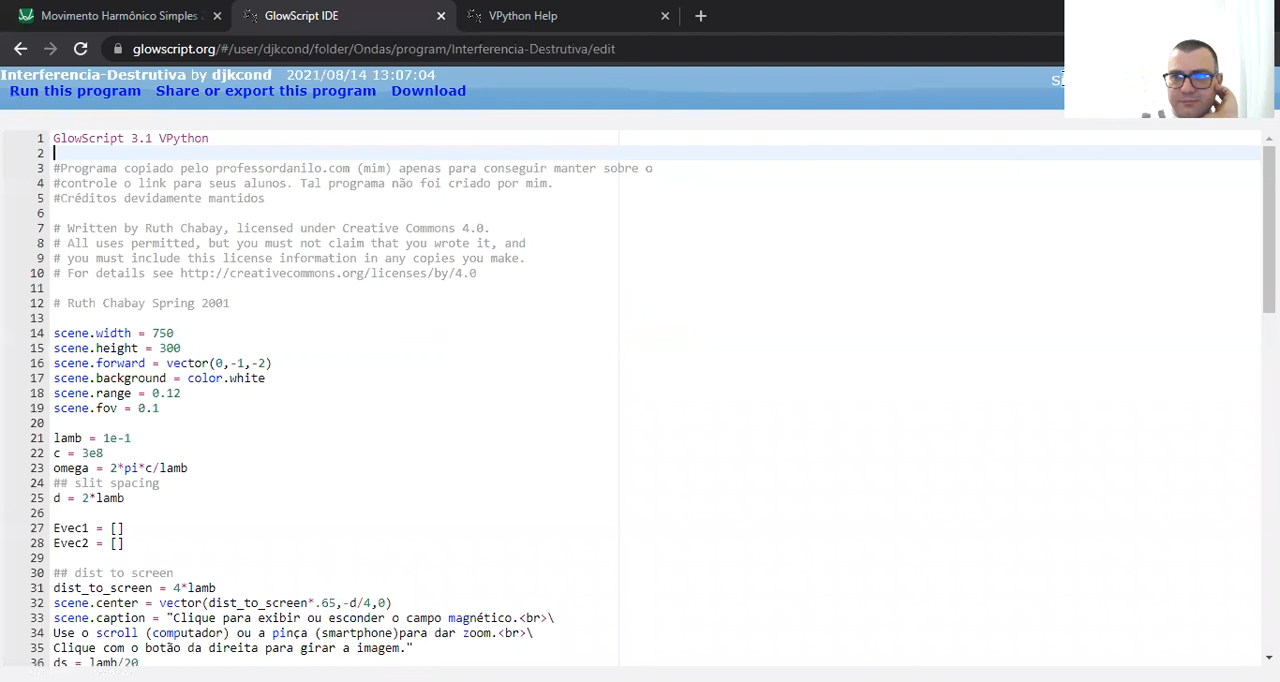 Movimento Harmônico Simples
GlowScript IDE
VPython Help
glowscript.org/#/user/djkcond/folder/Ondas/program/Interferencia-Destrutiva/edit
Interferencia-Destrutiva by djkcond 2021/08/14 13:07:04
Run this program Share or export this program Download
1 GlowScript 3.1 VPython
2
3 #Programa copiado pelo professordanilo.com (mim) apenas para conseguir manter sobre o
4 #controle o link para seus alunos. Tal programa não foi criado por mim.
5 #Créditos devidamente mantidos
6
7 # Written by Ruth Chabay, licensed under Creative Commons 4.0.
8 # All uses permitted, but you must not claim that you wrote it, and
9 # you must include this license information in any copies you make.
10 # For details see http://creativecommons.org/licenses/by/4.0
11
12 # Ruth Chabay Spring 2001
13
14 scene.width = 750
15 scene.height = 300
16 scene.forward = vector(0,-1,-2)
17 scene.background = color.white
18 scene.range = 0.12
19 scene.fov = 0.1
20
21 lamb = 1e-1
22 c = 3e8
23 omega = 2*pi*c/lamb
24 ## slit spacing
25 d = 2*lamb
26
27 Evec1 = []
28 Evec2 = []
29
30 ## dist to screen
31 dist_to_screen = 4*lamb
32 scene.center = vector(dist_to_screen*.65,-d/4,0)
33 scene.caption = "Clique para exibir ou esconder o campo magnético.<br>\
34 Use o scroll (computador) ou a pinça (smartphone)para dar zoom.<br>\
35 Clique com o botão da direita para girar a imagem."
36 ds = lamb/20